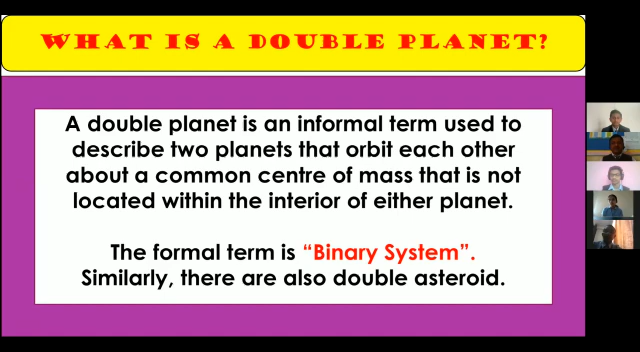 WHAT IS A DOUBLE PLANET?
A double planet is an informal term used to
describe two planets that orbit each other
about a common centre of mass that is not
located within the interior of either planet.
The formal term is “Binary System”.
Similarly, there are also double asteroid.